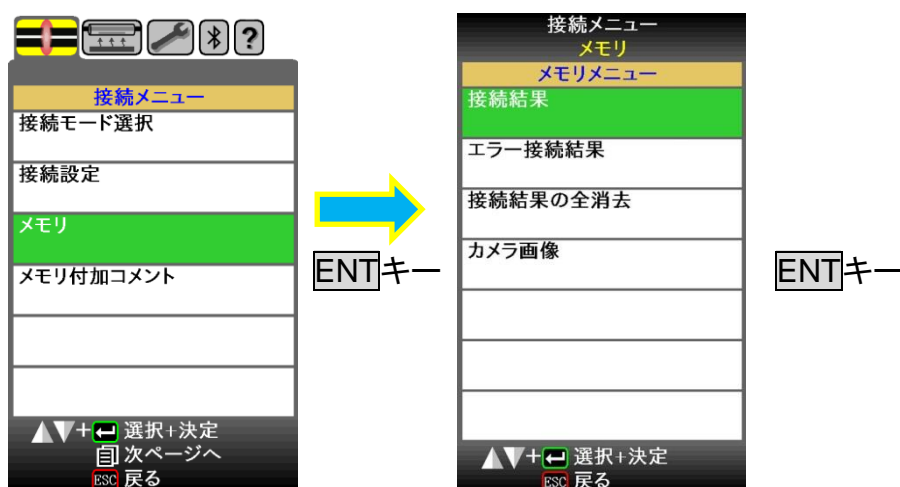 ?
接続メニュー
接続モード選択
接続設定
メモリ
メモリ付加コメント
▲▼+ 選択+決定
次ページへ
ESC 戻る
ENTキー
接続メニュー
メモリ
メモリメニュー
接続結果
エラー接続結果
接続結果の全消去
カメラ画像
▲▼+ 選択+決定
ESC 戻る
ENTキー